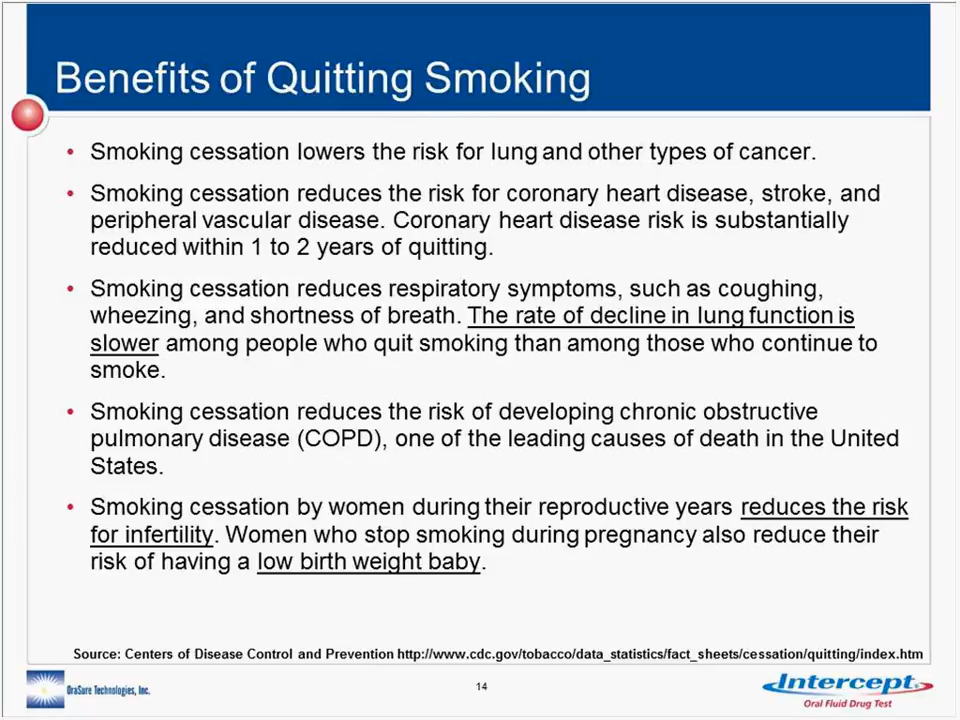 Benefits of Quitting Smoking
• Smoking cessation lowers the risk for lung and other types of cancer.
• Smoking cessation reduces the risk for coronary heart disease, stroke, and
peripheral vascular disease. Coronary heart disease risk is substantially
reduced within 1 to 2 years of quitting.
• Smoking cessation reduces respiratory symptoms, such as coughing,
wheezing, and shortness of breath. The rate of decline in lung function is
slower among people who quit smoking than among those who continue to
smoke.
• Smoking cessation reduces the risk of developing chronic obstructive
pulmonary disease (COPD), one of the leading causes of death in the United
States.
• Smoking cessation by women during their reproductive years reduces the risk
for infertility. Women who stop smoking during pregnancy also reduce their
risk of having a low birth weight baby.
Source: Centers of Disease Control and Prevention http://www.cdc.gov/tobacco/data_statistics/fact_sheets/cessation/quitting/index.htm
OraSure Technologies, Inc.
14
Intercept
Oral Fluid Drug Test